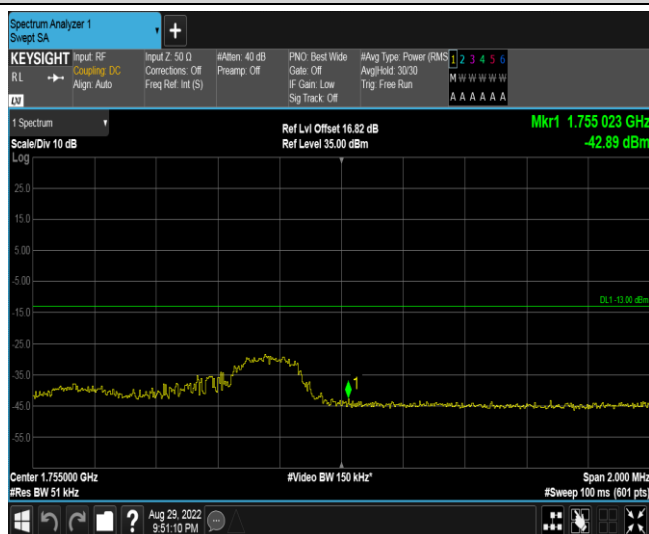 Spectrum Analyzer 1
Swept SA
+
KEYSIGHT Input: RF Input Z: 50 Ω #Atten: 40 dB PNO: Best Wide #Avg Type: Power (RMS 1 2 3 4 5 6
R L Coupling: DC Corrections: Off Preamp: Off Gate: Off Avg|Hold: 30/30 M W W W W W
Align: Auto Freq Ref: Int (S) IF Gain: Low Trig: Free Run
Sig Track: Off A A A A A A
LXI
1 Spectrum
Ref Lvl Offset 16.82 dB Mkr1 1.755 023 GHz
Scale/Div 10 dB Ref Level 35.00 dBm -42.89 dBm
Log
25.0
15.0
5.00
-5.00
DL1 -13.00 dBm
-15.0
-25.0
-35.0
1
-45.0
-55.0
Center 1.755000 GHz #Video BW 150 kHz* Span 2.000 MHz
#Res BW 51 kHz #Sweep 100 ms (601 pts)
? Aug 29, 2022
9:51:10 PM